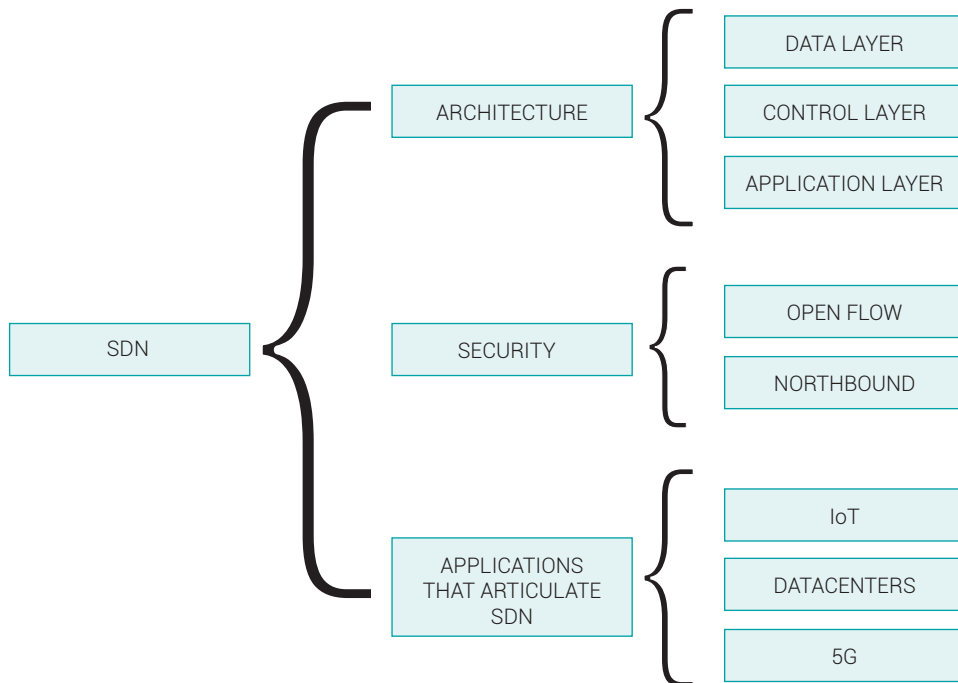 SDN
ARCHITECTURE
DATA LAYER
CONTROL LAYER
APPLICATION LAYER
SECURITY
OPEN FLOW
NORTHBOUND
APPLICATIONS
THAT ARTICULATE
SDN
IoT
DATACENTERS
5G